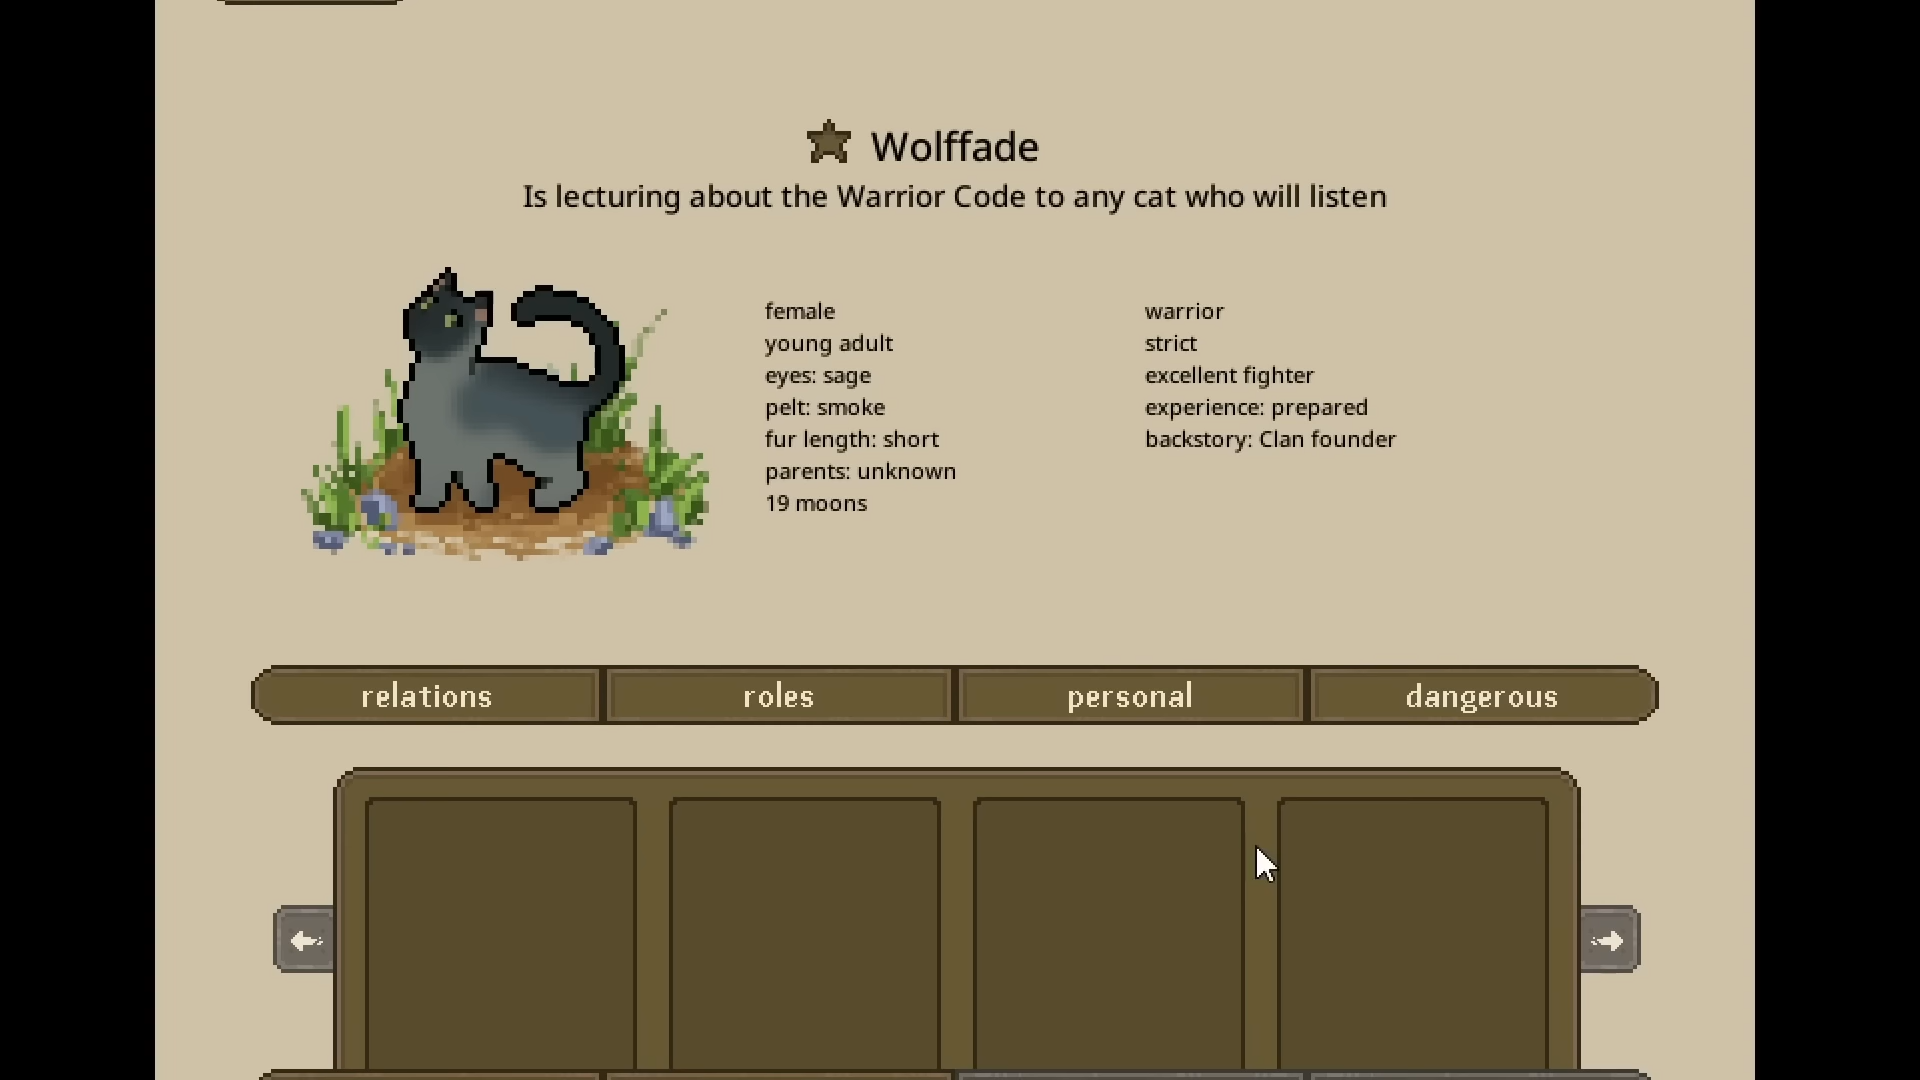 Wolffade
Is lecturing about the Warrior Code to any cat who will listen
female
young adult
eyes: sage
pelt: smoke
fur length: short
parents: unknown
19 moons
warrior
strict
excellent fighter
experience: prepared
backstory: Clan founder
relations
roles
personal
dangerous